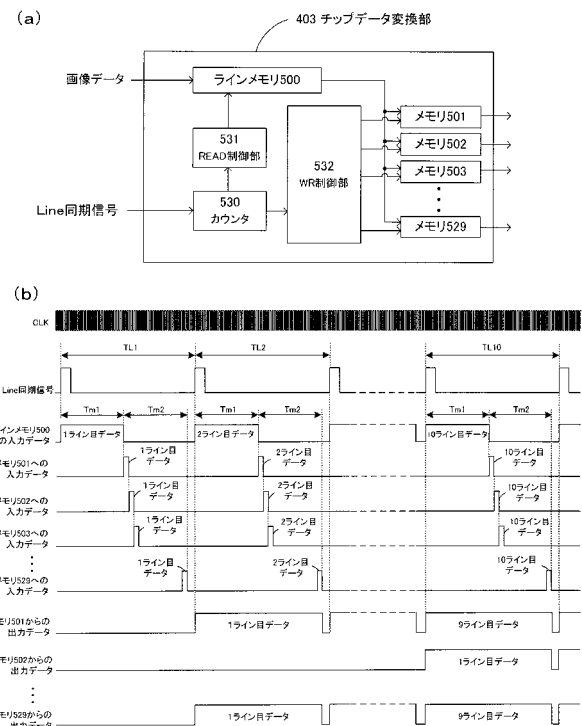 (a)
403 チップデータ変換部
画像データ
ラインメモリ500
メモリ501
531
READ制御部
532
WR制御部
メモリ502
メモリ503
Line同期信号
530
カウンタ
メモリ529
(b)
CLK
TL1 TL2 TL10
Line同期信号
Tm1 Tm2 Tm1 Tm2 Tm1 Tm2
インメモリ500
の入力データ
1ライン目データ 2ライン目データ 10ライン目データ
モリ501への
入力データ
1ライン目
データ
2ライン目
データ
10ライン目
データ
モリ502への
入力データ
1ライン目
データ
2ライン目
データ
10ライン目
データ
モリ503への
入力データ
1ライン目
データ
2ライン目
データ
10ライン目
データ
モリ529への
入力データ
1ライン目
データ
2ライン目
データ
10ライン目
データ
モリ501からの
出力データ
1ライン目データ 9ライン目データ
モリ502からの
出力データ
1ライン目データ
モリ529からの
出力データ
1ライン目データ 9ライン目データ